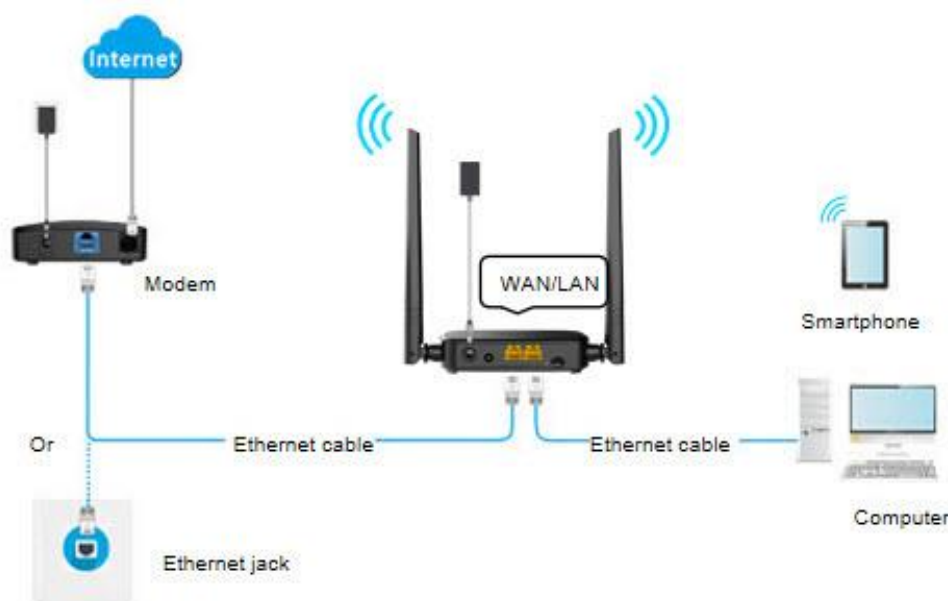 Internet
Modem
WAN/LAN
Smartphone
Or
Ethernet cable
Ethernet cable
Computer
Ethernet jack